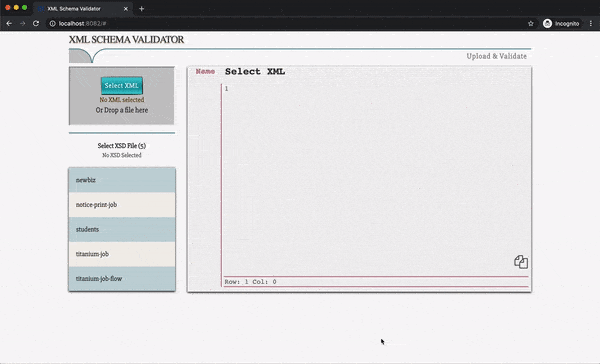 XML Schema Validator
localhost:8082/#
Incognito
XML SCHEMA VALIDATOR
Upload & Validate
Select XML
No XML selected
Or Drop a file here
Select XSD File (5)
No XSD Selected
newbiz
notice-print-job
students
titanium-job
titanium-job-flow
Name Select XML
1
Row: 1 Col: 0